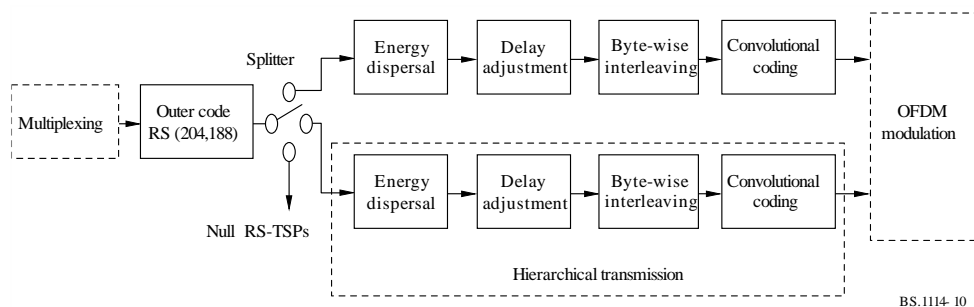 Splitter
Energy
dispersal
Delay
adjustment
Byte-wise
interleaving
Convolutional
coding
Multiplexing
Outer code
RS (204,188)
OFDM
modulation
Energy
dispersal
Delay
adjustment
Byte-wise
interleaving
Convolutional
coding
Null RS-TSPs
Hierarchical transmission
BS.1114-10